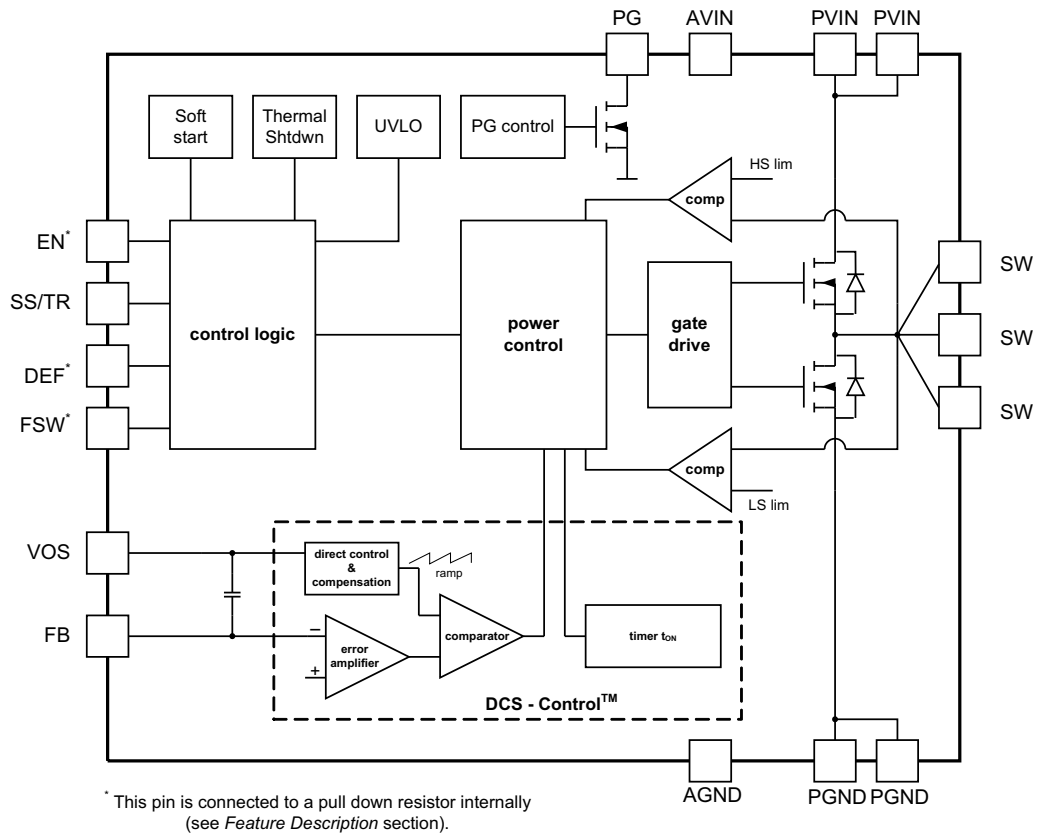 PG AVIN PVIN PVIN
Soft
start
Thermal
Shtdwn
UVLO
PG control
HS lim
comp
EN*
SS/TR
DEF*
FSW*
control logic
power
control
gate
drive
SW
SW
SW
comp
LS lim
VOS
FB
direct control
&
compensation
ramp
comparator
−
error
amplifier
+
timer tON
DCS - Control™
AGND PGND PGND
* This pin is connected to a pull down resistor internally
(see Feature Description section).